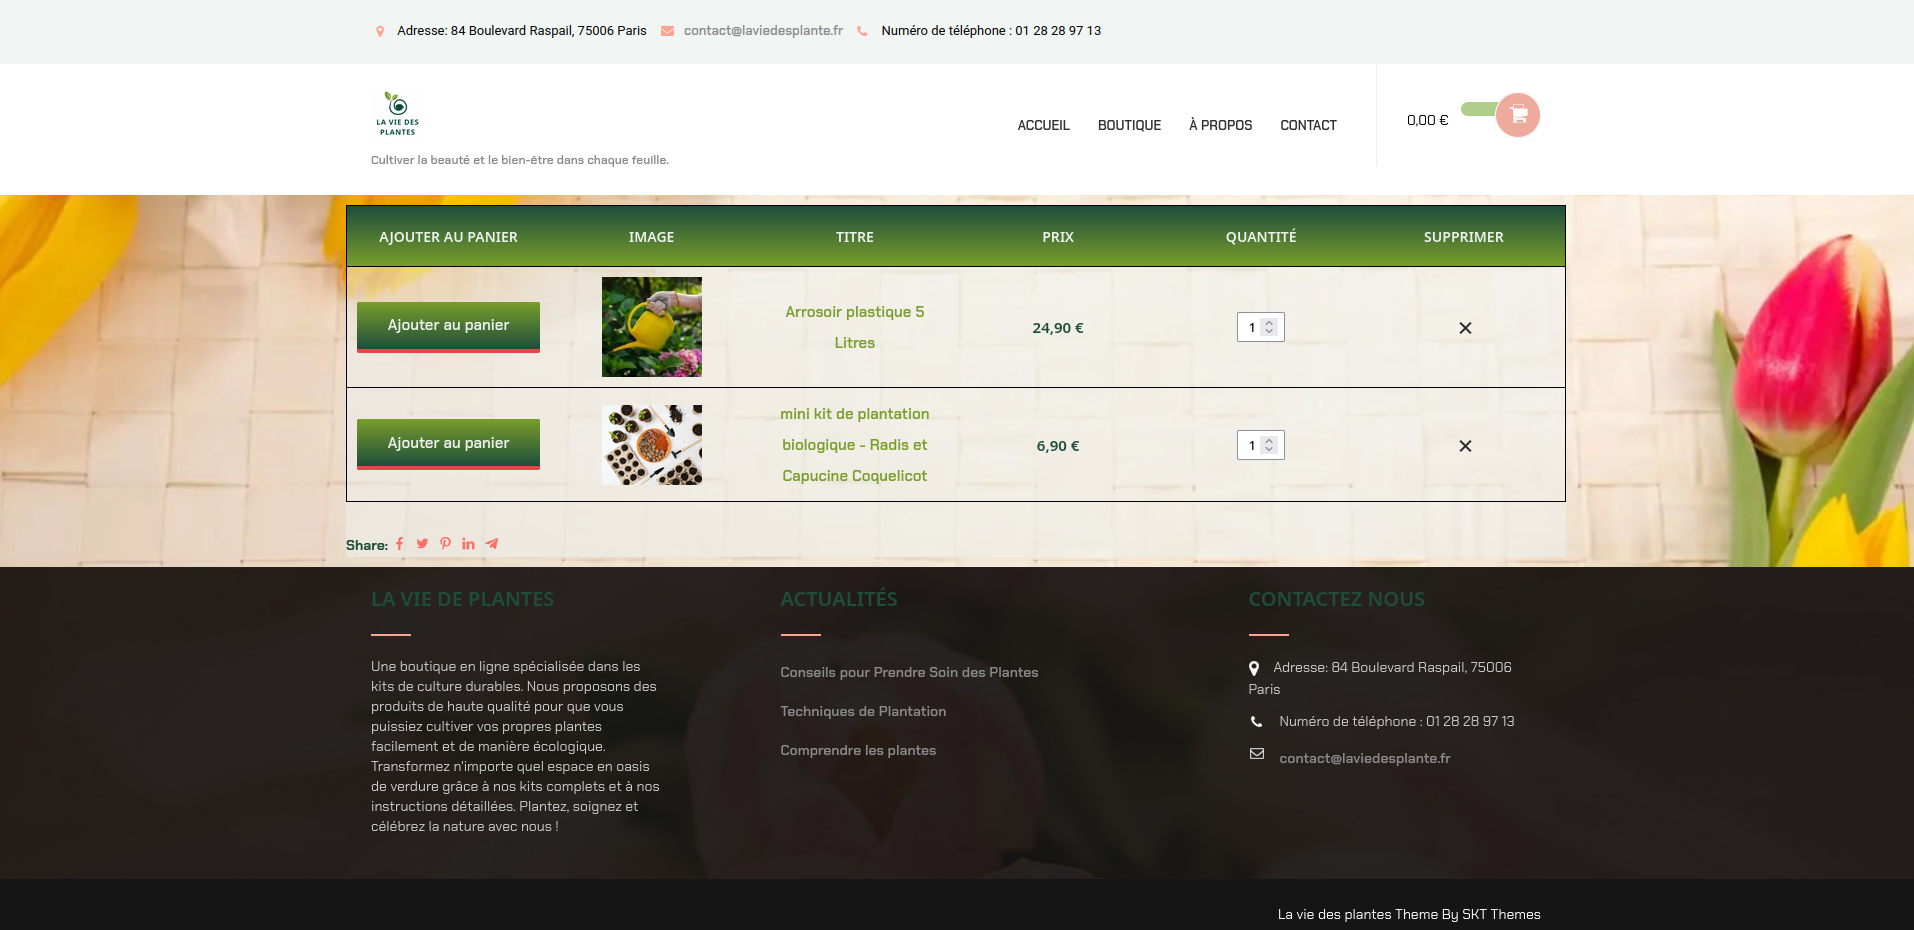 Adresse: 84 Boulevard Raspail, 75006 Paris
contact@laviedesplante.fr
Numéro de téléphone : 01 28 28 97 13
LA VIE DES
PLANTES
Cultiver la beauté et le bien-être dans chaque feuille.
ACCUEIL
BOUTIQUE
À PROPOS
CONTACT
0,00 €
AJOUTER AU PANIER
IMAGE
TITRE
PRIX
QUANTITÉ
SUPPRIMER
Ajouter au panier
Arrosoir plastique 5
Litres
24,90 €
1
Ajouter au panier
mini kit de plantation
biologique - Radis et
Capucine Coquelicot
6,90 €
1
Share:
LA VIE DE PLANTES
Une boutique en ligne spécialisée dans les
kits de culture durables. Nous proposons des
produits de haute qualité pour que vous
puissiez cultiver vos propres plantes
facilement et de manière écologique.
Transformez n'importe quel espace en oasis
de verdure grâce à nos kits complets et à nos
instructions détaillées. Plantez, soignez et
célébrez la nature avec nous !
ACTUALITÉS
Conseils pour Prendre Soin des Plantes
Techniques de Plantation
Comprendre les plantes
CONTACTEZ NOUS
Adresse: 84 Boulevard Raspail, 75006
Paris
Numéro de téléphone : 01 28 28 97 13
contact@laviedesplante.fr
La vie des plantes Theme By SKT Themes